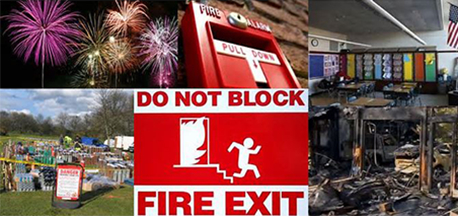 FIRE ALARM
PULL DOWN
DO NOT BLOCK
FIRE EXIT
DANGER